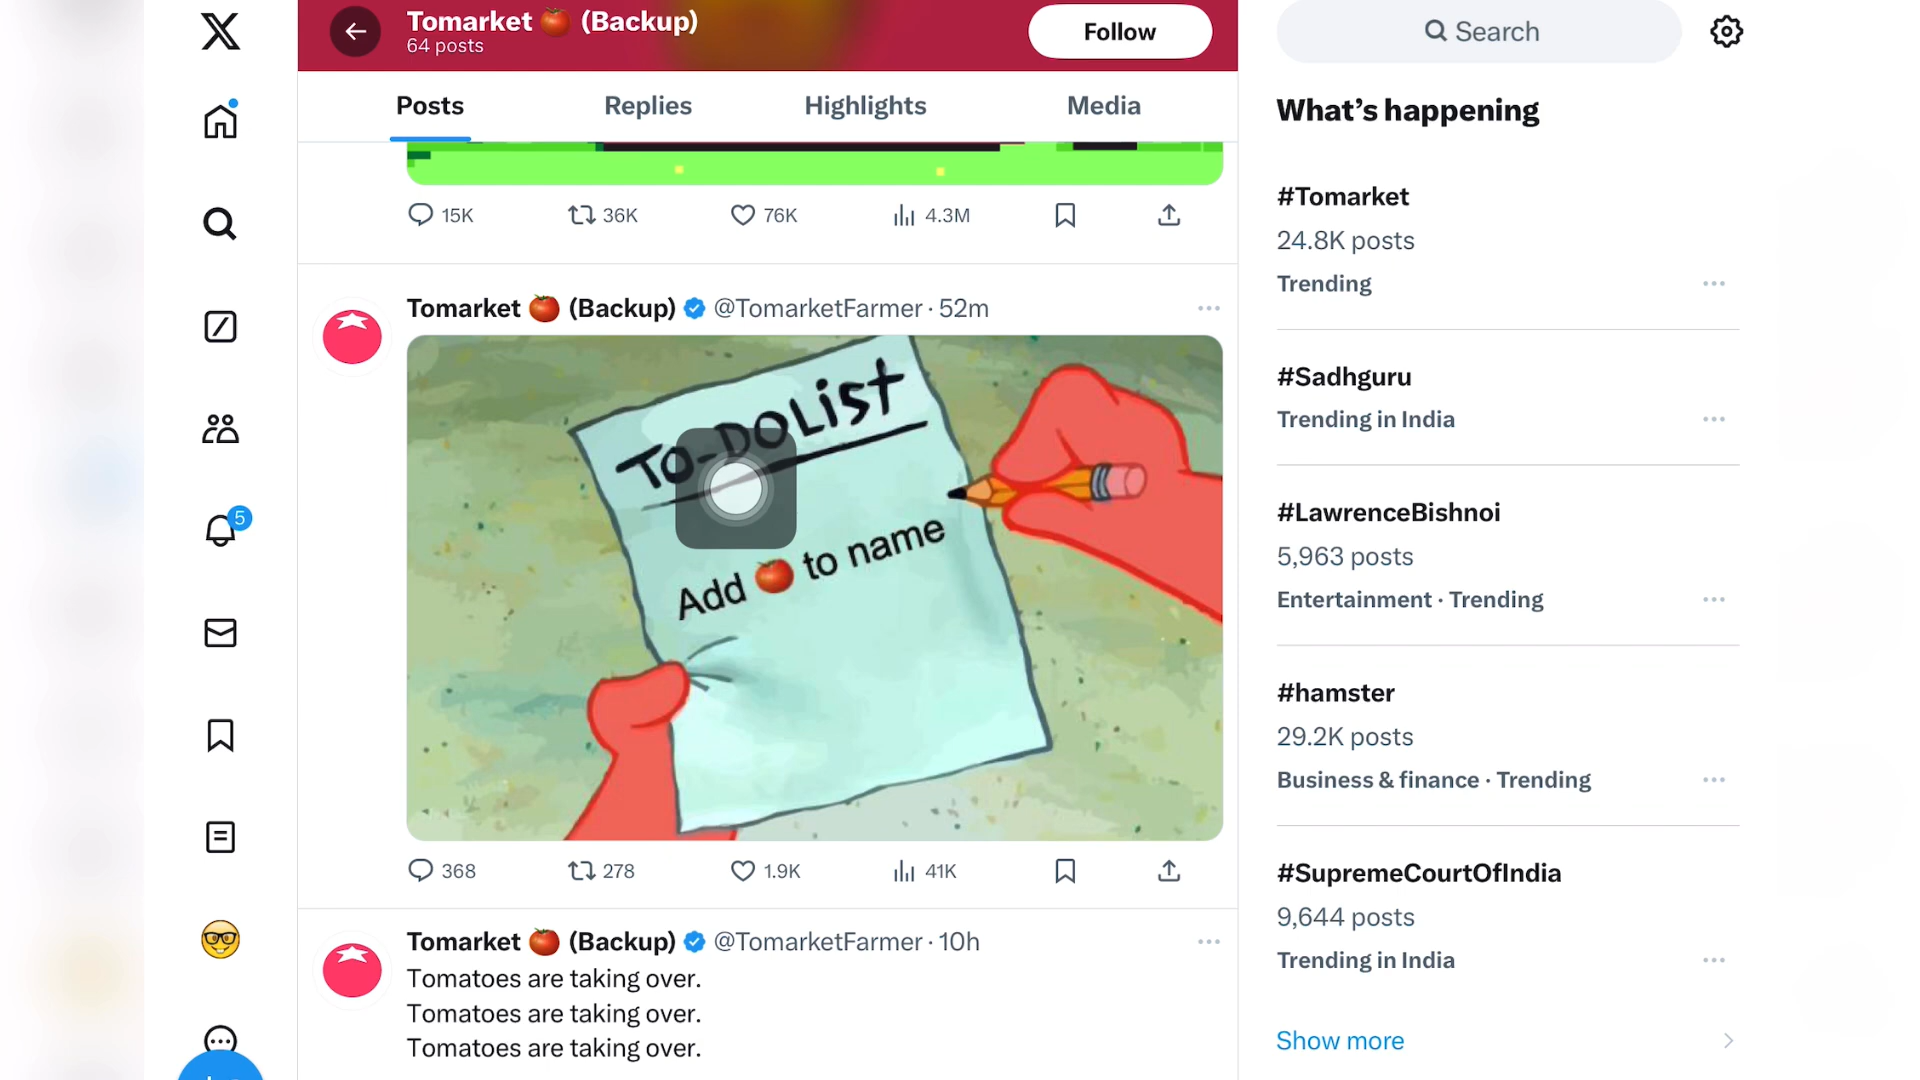 Tomarket 🍅 (Backup)
64 posts
Follow
Posts
Replies
Highlights
Media
15K
36K
76K
4.3M
Tomarket 🍅 (Backup) @TomarketFarmer · 52m
TO-DO LIST
Add 🍅 to name
368
278
1.9K
41K
Tomarket 🍅 (Backup) @TomarketFarmer · 10h
Tomatoes are taking over.
Tomatoes are taking over.
Tomatoes are taking over.
5
Search
What's happening
#Tomarket
24.8K posts
Trending
#Sadhguru
Trending in India
#LawrenceBishnoi
5,963 posts
Entertainment · Trending
#hamster
29.2K posts
Business & finance · Trending
#SupremeCourtOfIndia
9,644 posts
Trending in India
Show more